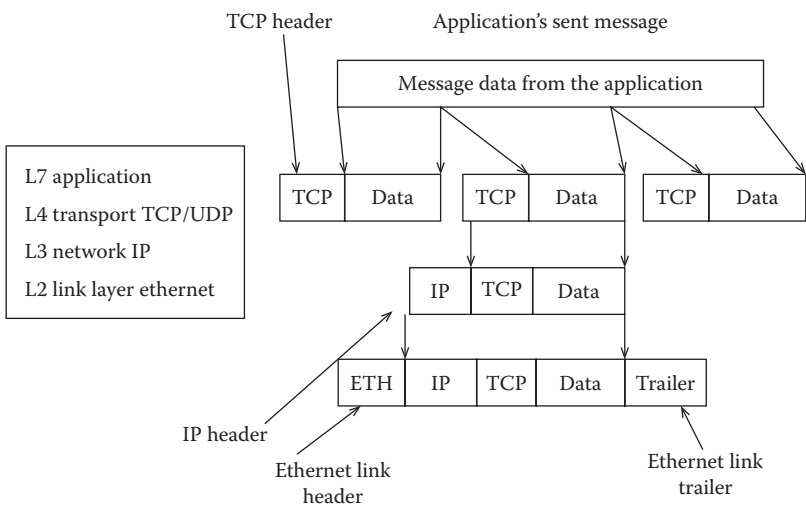 TCP header
Application's sent message
Message data from the application
L7 application
L4 transport TCP/UDP
L3 network IP
L2 link layer ethernet
TCP Data TCP Data TCP Data
IP TCP Data
ETH IP TCP Data Trailer
IP header
Ethernet link
header
Ethernet link
trailer